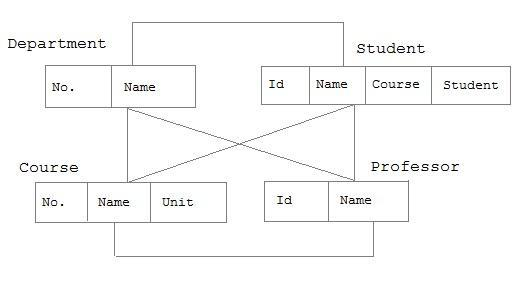 Department
Student
No. Name
Id Name Course Student
Course
Professor
No. Name Unit
Id Name